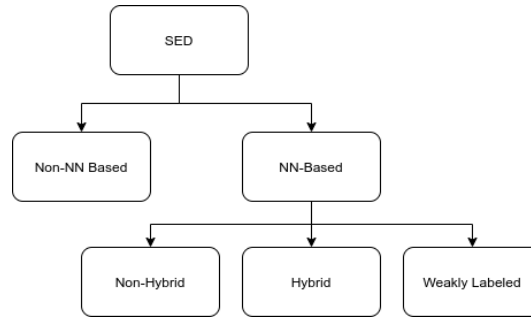 SED
Non-NN Based
NN-Based
Non-Hybrid
Hybrid
Weakly Labeled